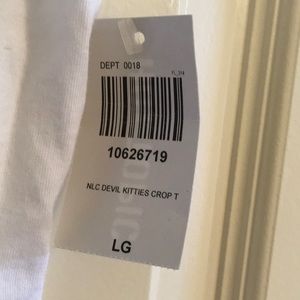 DEPT 0018
10626719
NLC DEVIL KITTIES CROP T
LG